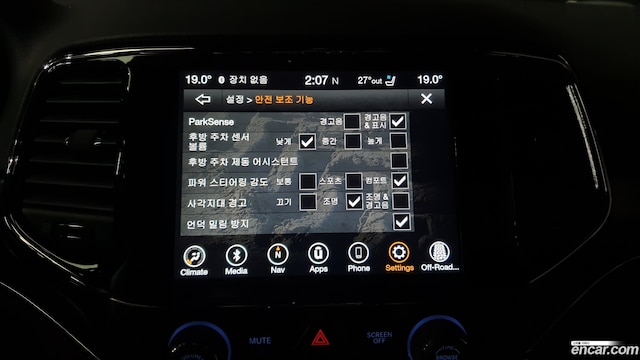 19.0° 장치 없음 2:07 N 27°out 19.0°
설정 > 안전 보조 기능
ParkSense 경고음 경고음 & 표시
후방 주차 센서 볼륨 낮게 중간 높게
후방 주차 제동 어시스턴트
파워 스티어링 감도 보통 스포츠 컴포트
사각지대 경고 끄기 조명 조명 & 경고음
언덕 밀림 방지
Climate Media Nav Apps Phone Settings Off-Road...
MUTE SCREEN OFF
encar.com